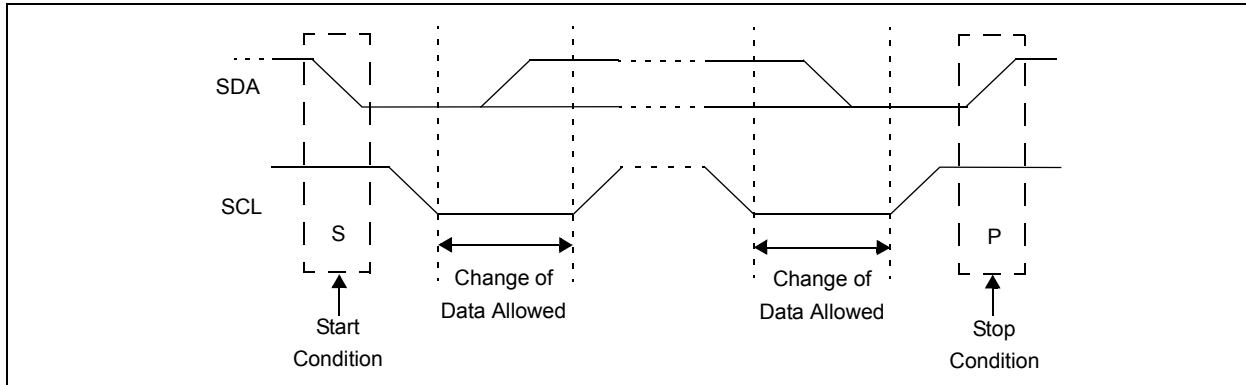 SDA
SCL
S
P
Change of
Data Allowed
Change of
Data Allowed
Start
Condition
Stop
Condition